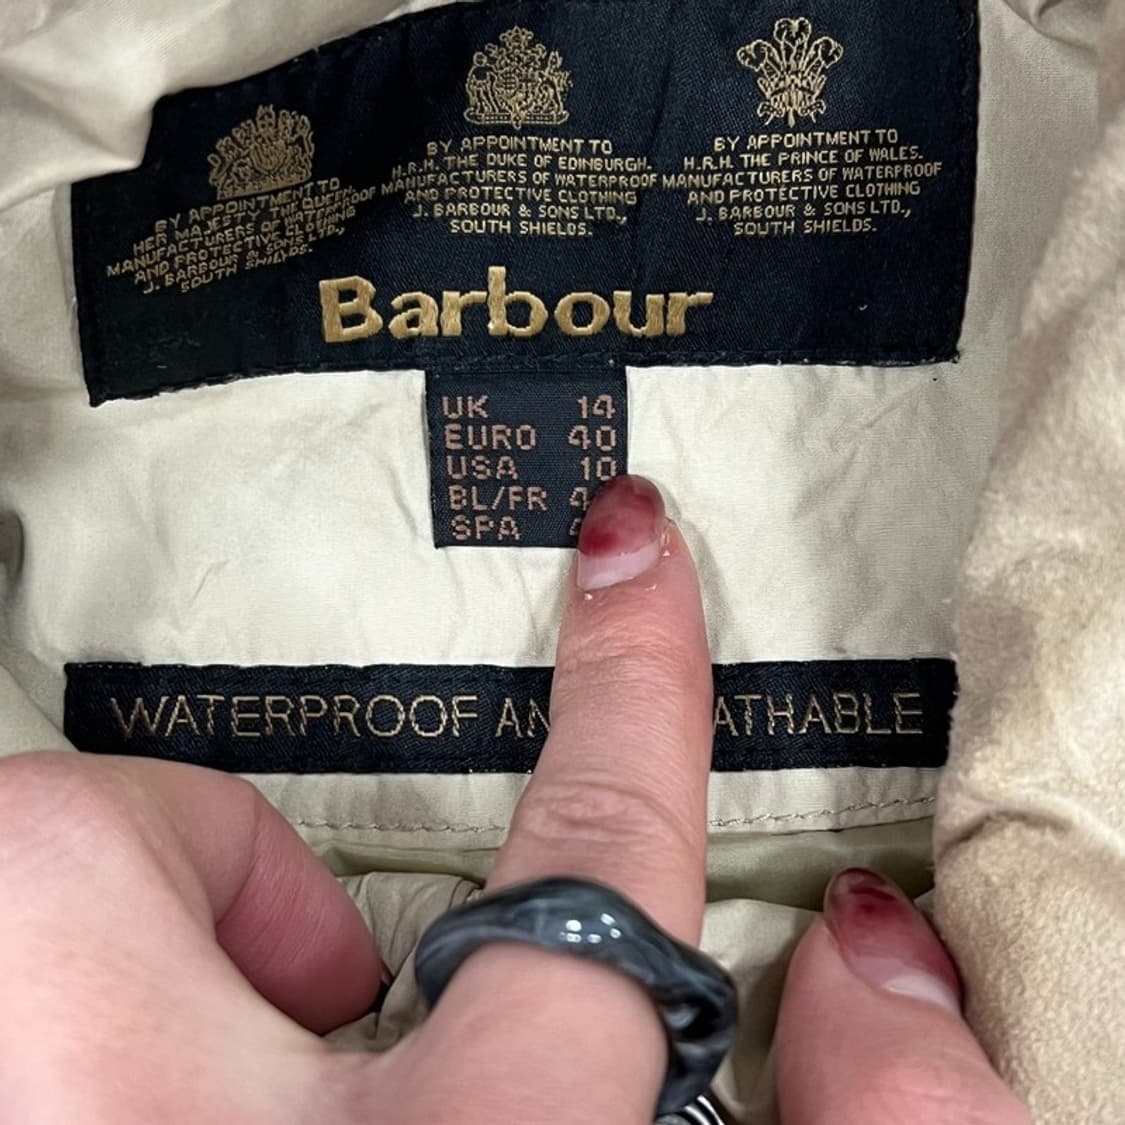 BY APPOINTMENT TO
HER MAJESTY THE QUEEN
MANUFACTURERS OF WATERPROOF
AND PROTECTIVE CLOTHING
J. BARBOUR & SONS LTD.,
SOUTH SHIELDS.
BY APPOINTMENT TO
H.R.H. THE DUKE OF EDINBURGH.
MANUFACTURERS OF WATERPROOF
AND PROTECTIVE CLOTHING
J. BARBOUR & SONS LTD.,
SOUTH SHIELDS.
BY APPOINTMENT TO
H.R.H. THE PRINCE OF WALES.
MANUFACTURERS OF WATERPROOF
AND PROTECTIVE CLOTHING
J. BARBOUR & SONS LTD.,
SOUTH SHIELDS.
Barbour
UK 14
EURO 40
USA 10
BL/FR
SPA
WATERPROOF